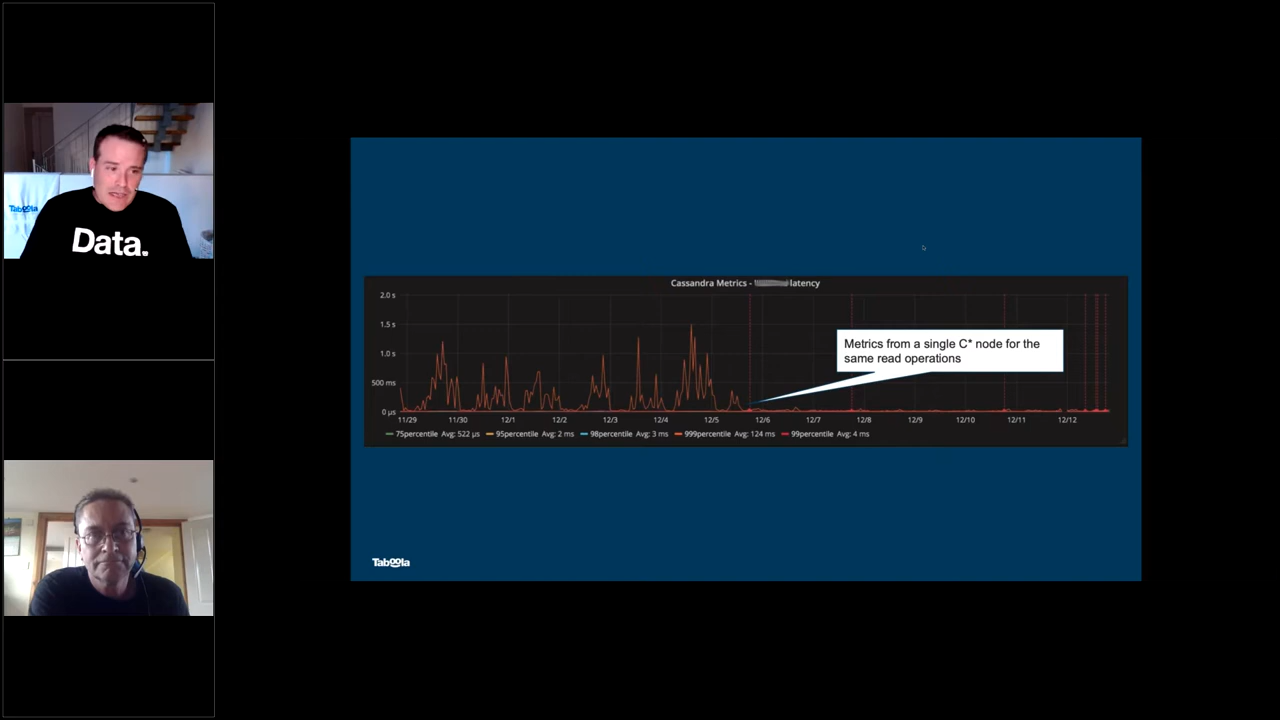 Taboola
Data.
Cassandra Metrics - latency
2.0 s
1.5 s
1.0 s
500 ms
0 µs
Metrics from a single C* node for the
same read operations
11/29 11/30 12/1 12/2 12/3 12/4 12/5 12/6 12/7 12/8 12/9 12/10 12/11 12/12
75percentile Avg: 522 µs 95percentile Avg: 2 ms 98percentile Avg: 3 ms 999percentile Avg: 124 ms 99percentile Avg: 4 ms
Taboola